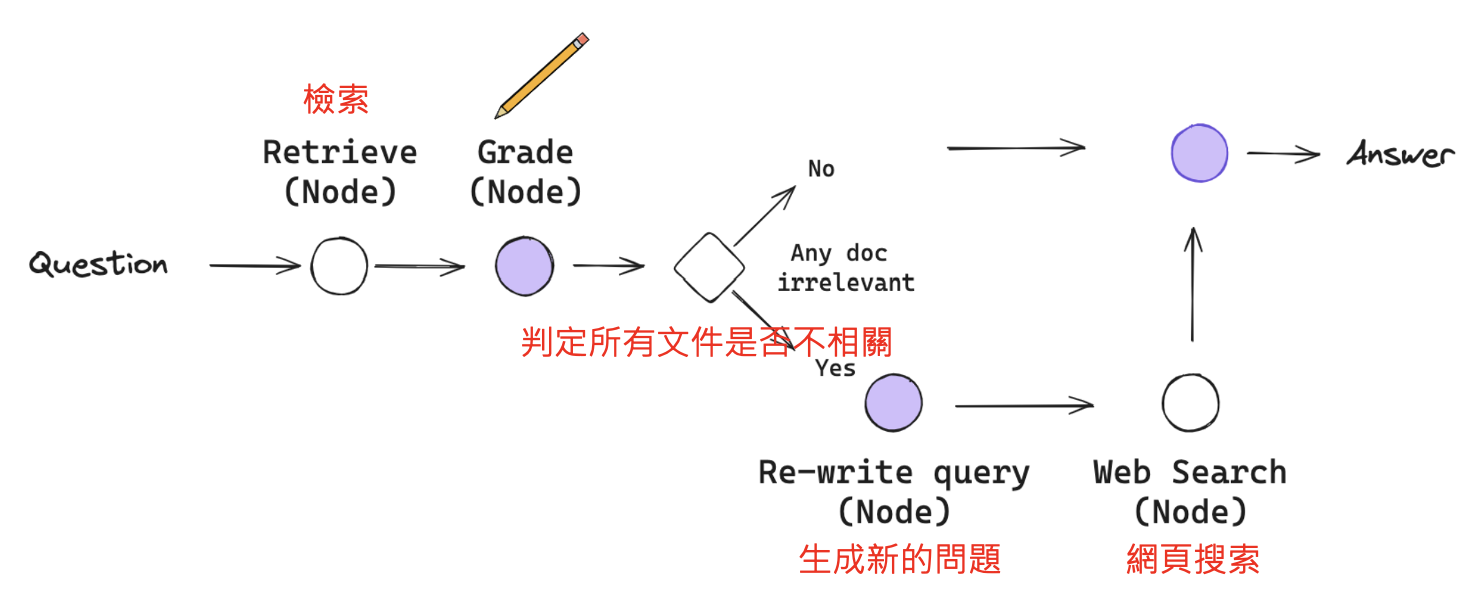 檢索
Retrieve
(Node)
Grade
(Node)
Question
No
Any doc
irrelevant
Answer
判定所有文件是否不相關
Yes
Re-write query
(Node)
生成新的問題
Web Search
(Node)
網頁搜索